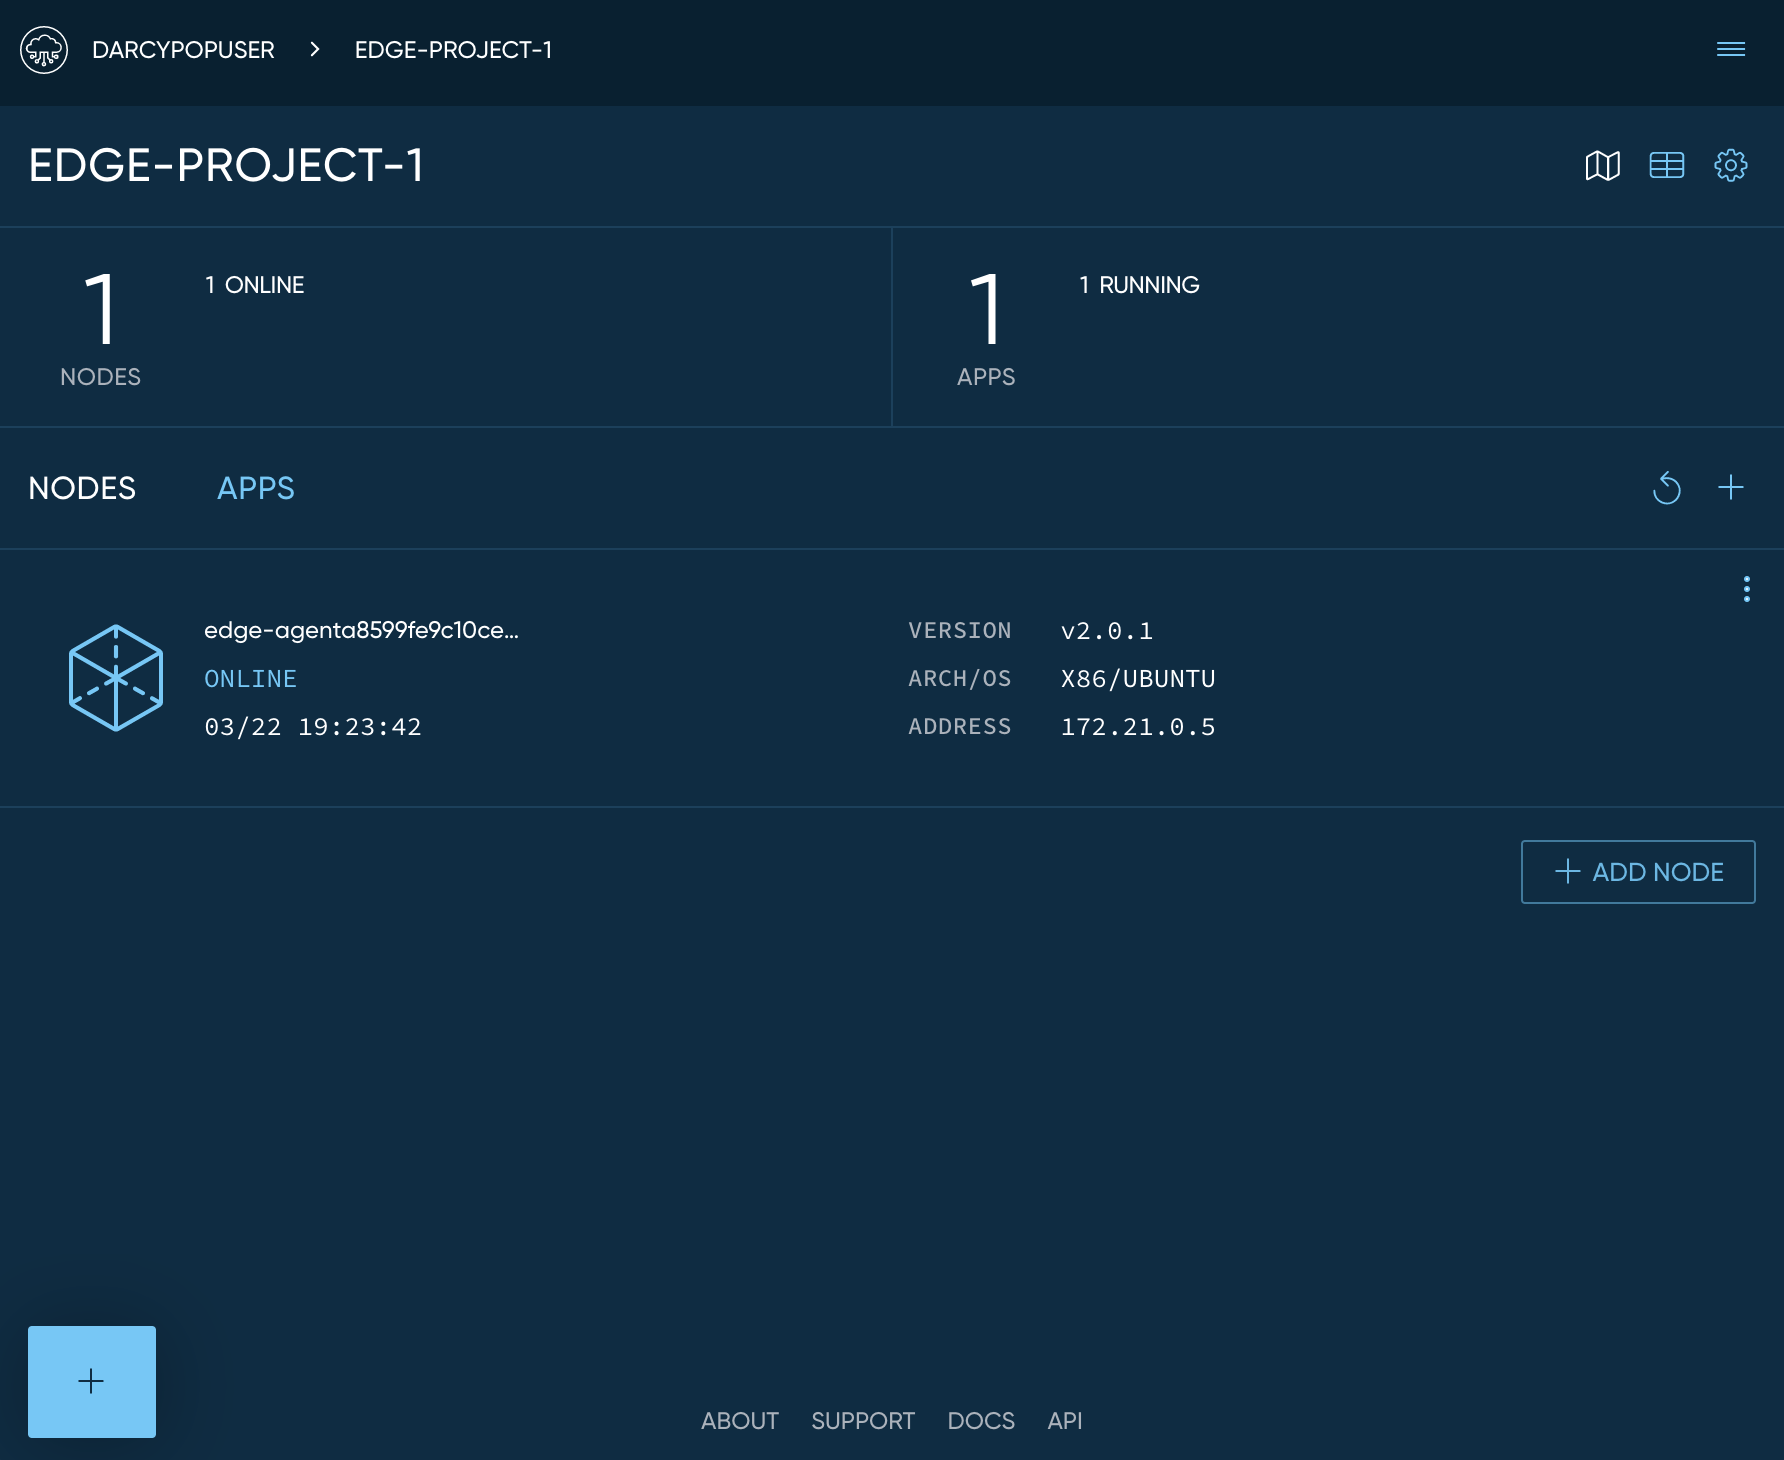 DARCYPOPUSER > EDGE-PROJECT-1
EDGE-PROJECT-1
1 1 ONLINE
NODES
1 1 RUNNING
APPS
NODES APPS
edge-agenta8599fe9c10ce...
ONLINE
03/22 19:23:42
VERSION v2.0.1
ARCH/OS X86/UBUNTU
ADDRESS 172.21.0.5
+ ADD NODE
ABOUT SUPPORT DOCS API